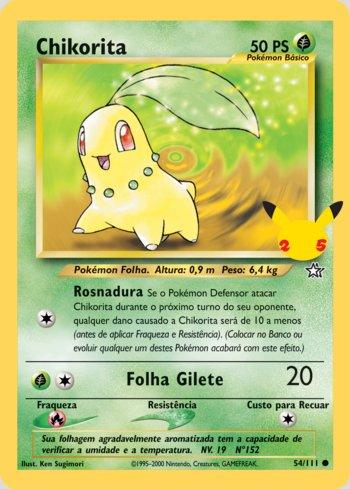 Chikorita
50 PS
Pokémon Básico
25
Pokémon Folha. Altura: 0,9 m Peso: 6,4 kg
Rosnadura Se o Pokémon Defensor atacar
Chikorita durante o próximo turno do seu oponente,
qualquer dano causado a Chikorita será de 10 a menos
(antes de aplicar Fraqueza e Resistência). (Colocar no Banco ou
evoluir qualquer um destes Pokémon acabará com este efeito.)
Folha Gilete 20
Fraqueza Resistência Custo para Recuar
Sua folhagem agradavelmente aromatizada tem a capacidade de
verificar a umidade e a temperatura. NV. 19 Nº152
Ilust. Ken Sugimori ©1995-2000 Nintendo, Creatures, GAMEFREAK. 54/111